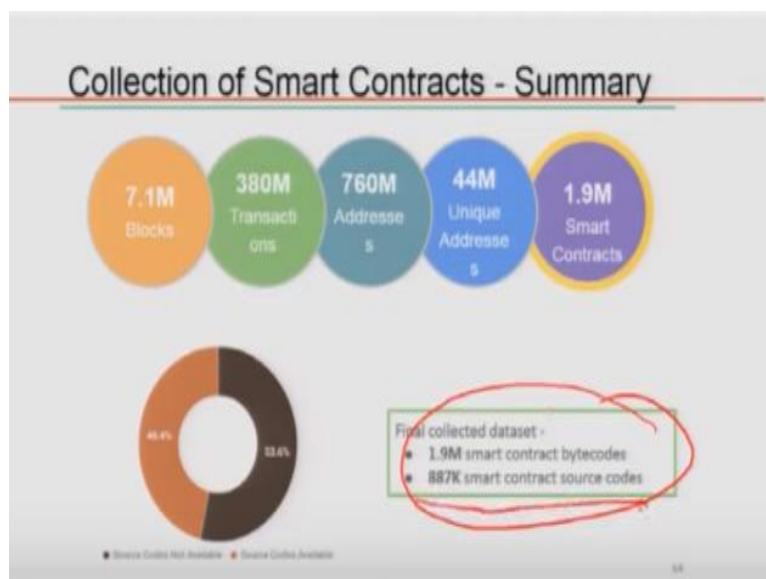 Collection of Smart Contracts - Summary
7.1M
Blocks
380M
Transacti
ons
760M
Addresse
s
44M
Unique
Addresse
s
1.9M
Smart
Contracts
46.4%
53.6%
Final collected dataset -
• 1.9M smart contract bytecodes
• 887K smart contract source codes
Source Codes Not Available Source Codes Available